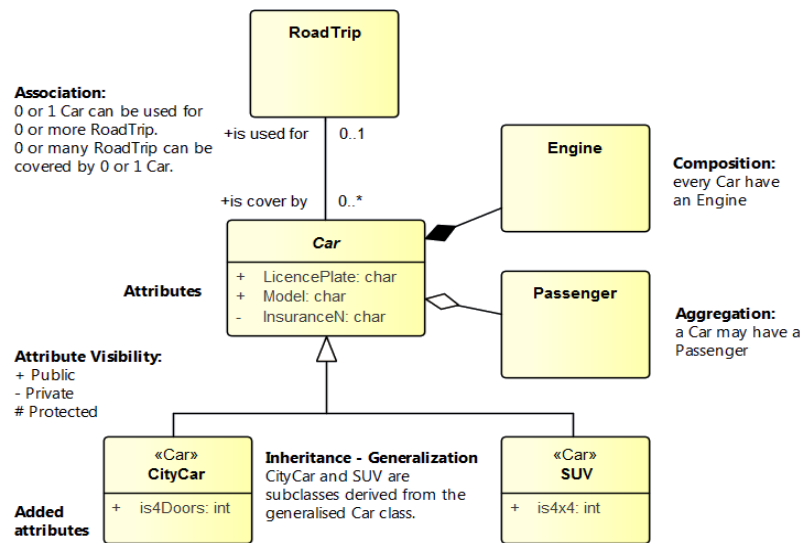 RoadTrip
Association:
0 or 1 Car can be used for
0 or more RoadTrip.
0 or many RoadTrip can be
covered by 0 or 1 Car.
+is used for 0..1
+is cover by 0..*
Engine
Composition:
every Car have
an Engine
Car
Attributes
+ LicencePlate: char
+ Model: char
- InsuranceN: char
Passenger
Aggregation:
a Car may have a
Passenger
Attribute Visibility:
+ Public
- Private
# Protected
«Car»
CityCar
+ is4Doors: int
Added
attributes
Inheritance - Generalization
CityCar and SUV are
subclasses derived from the
generalised Car class.
«Car»
SUV
+ is4x4: int